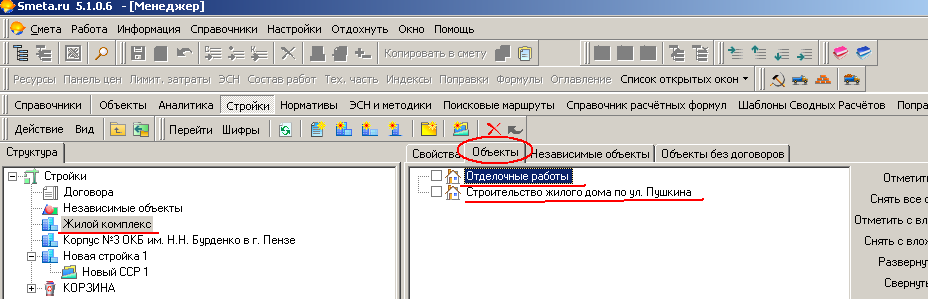 Smeta.ru 5.1.0.6 - [Менеджер]
Смета Работа Информация Справочники Настройки Отдохнуть Окно Помощь
Копировать в смету
Ресурсы Панель цен Лимит. затраты ЭСН Состав работ Тех. часть Индексы Поправки Формулы Оглавление Список открытых окон
Справочники Объекты Аналитика Стройки Нормативы ЭСН и методики Поисковые маршруты Справочник расчётных формул Шаблоны Сводных Расчётов Попра
Действие Вид Перейти Шифры
Структура
Свойства Объекты Независимые объекты Объекты без договоров
Стройки
Договора
Независимые объекты
Жилой комплекс
Корпус №3 ОКБ им. Н.Н. Бурденко в г. Пензе
Новая стройка 1
Новый ССР 1
КОРЗИНА
Отделочные работы
Строительство жилого дома по ул. Пушкина
Отметить
Снять все о
Отметить с вл
Снять с влож
Развернут
Свернуть